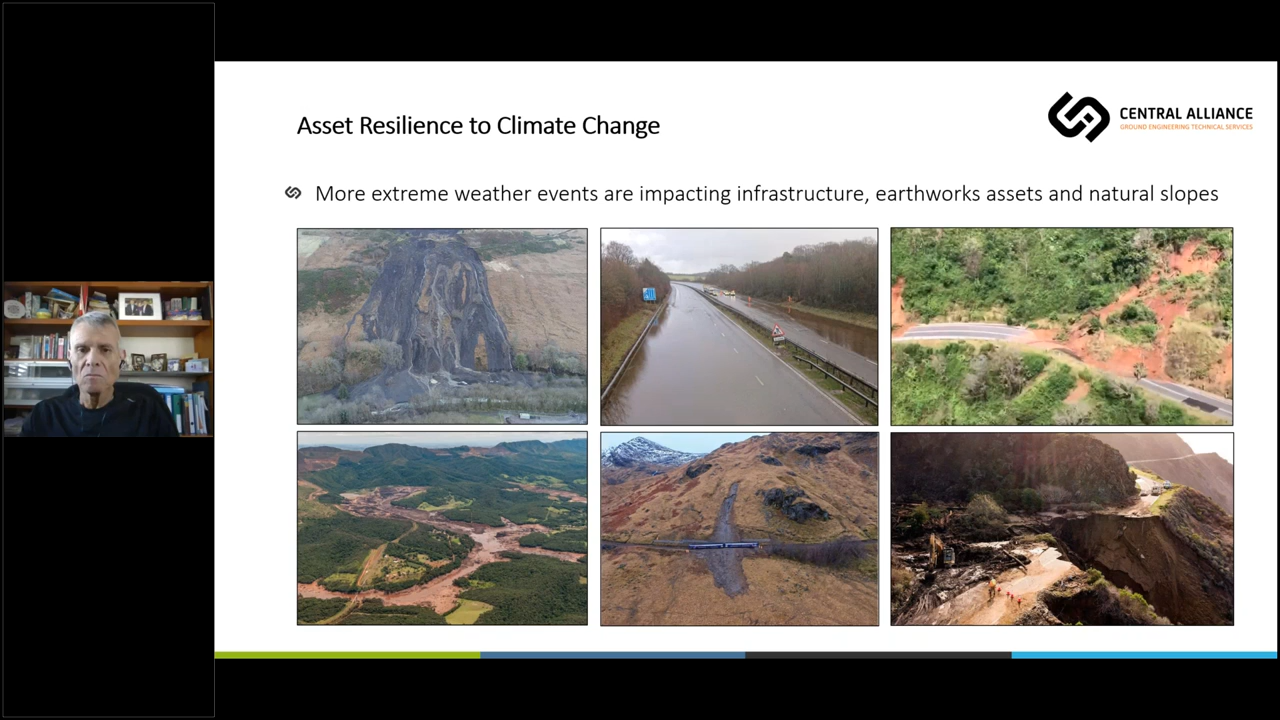 Asset Resilience to Climate Change
CENTRAL ALLIANCE
GROUND ENGINEERING TECHNICAL SERVICES
More extreme weather events are impacting infrastructure, earthworks assets and natural slopes